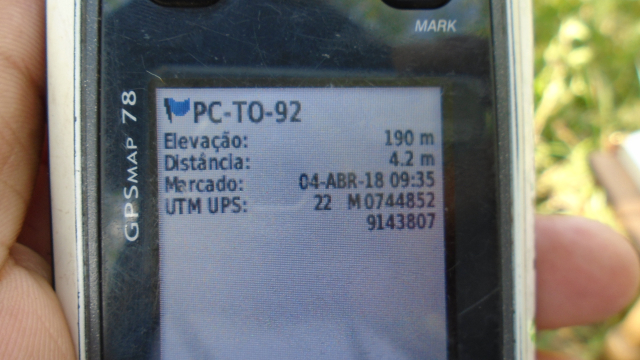 MARK
GPSMAP 78
PC-TO-92
Elevação: 190 m
Distância: 4.2 m
Marcado: 04-ABR-18 09:35
UTM UPS: 22 M 0744852
9143807